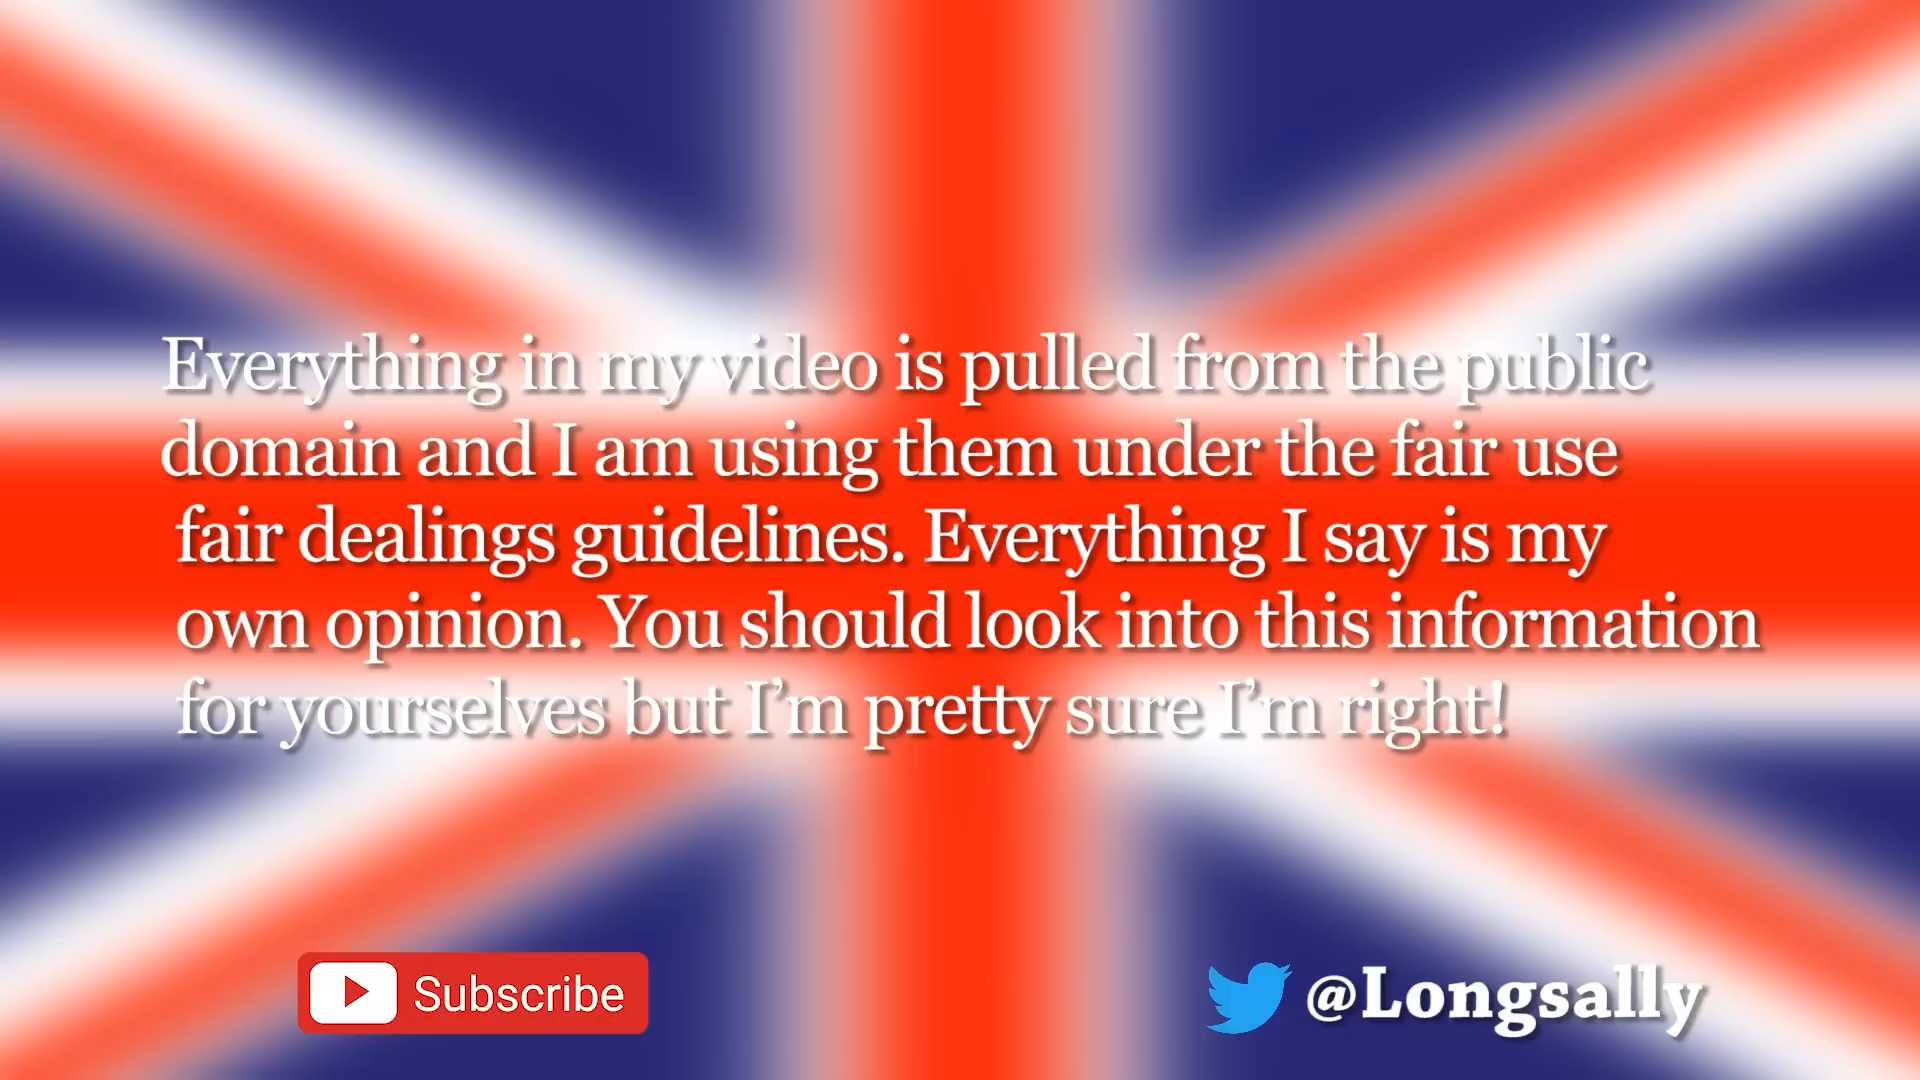 Everything in my video is pulled from the public
domain and I am using them under the fair use
fair dealings guidelines. Everything I say is my
own opinion. You should look into this information
for yourselves but I’m pretty sure I’m right!
Subscribe
@Longsally